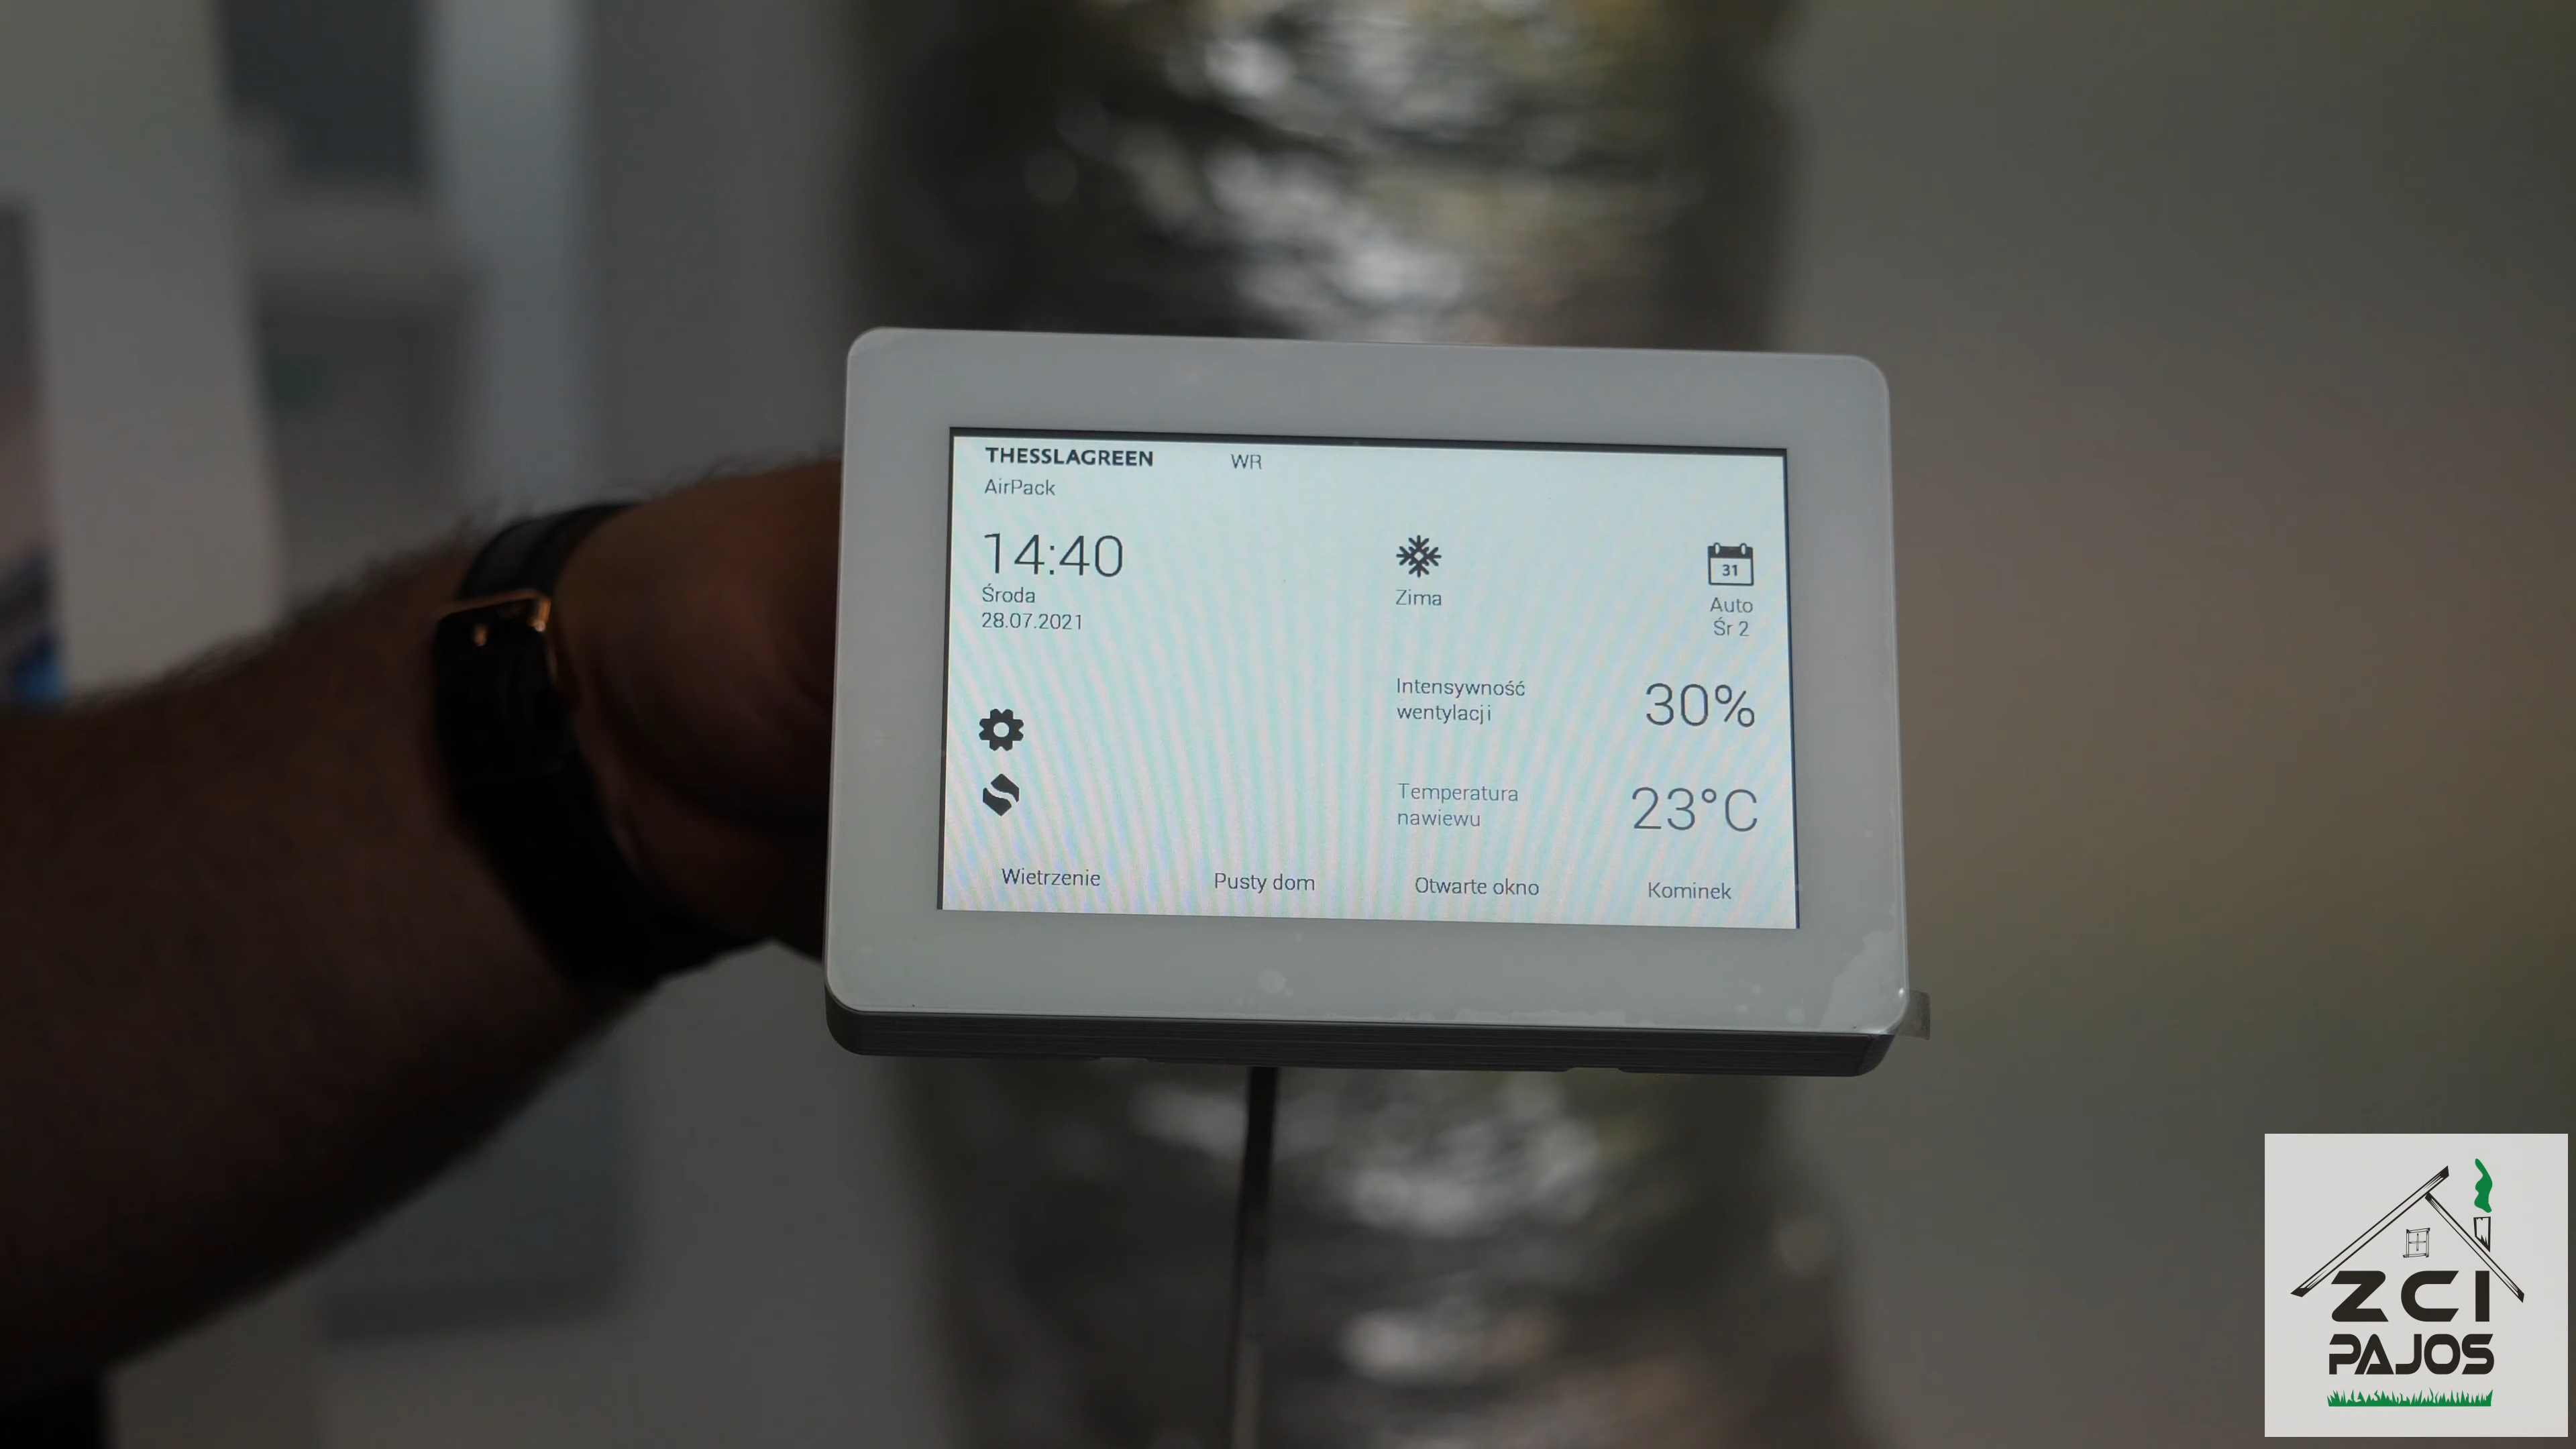 THESSLAGREEN WR
AirPack
14:40
Środa
28.07.2021
Zima
31
Auto
Śr 2
Intensywność
wentylacji
30%
Temperatura
nawiewu
23°C
Wietrzenie Pusty dom Otwarte okno Kominek
ZCI
PAJOS